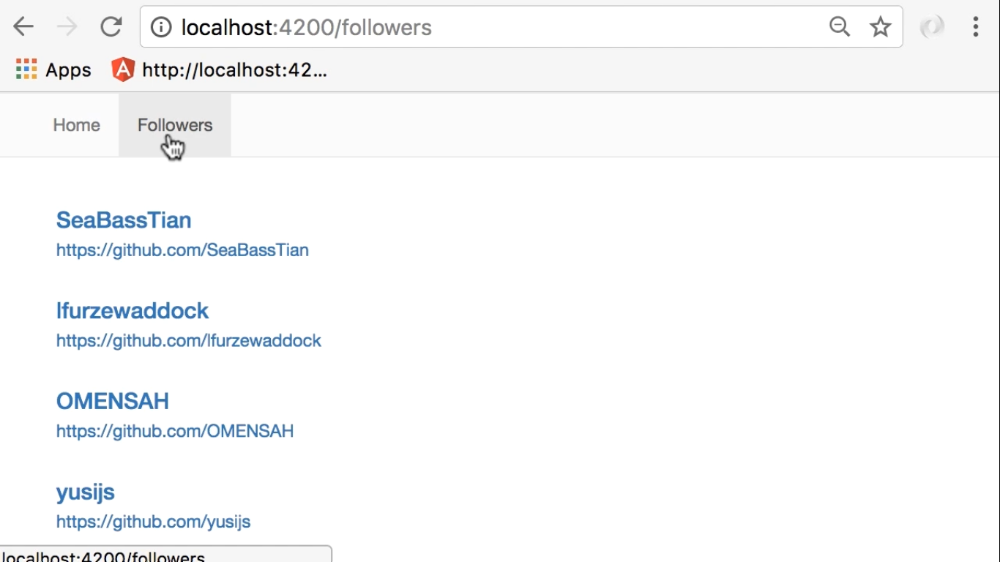 localhost:4200/followers
Apps http://localhost:42...
Home Followers
SeaBassTian
https://github.com/SeaBassTian
lfurzewaddock
https://github.com/lfurzewaddock
OMENSAH
https://github.com/OMENSAH
yusijs
https://github.com/yusijs
localhost:4200/followers